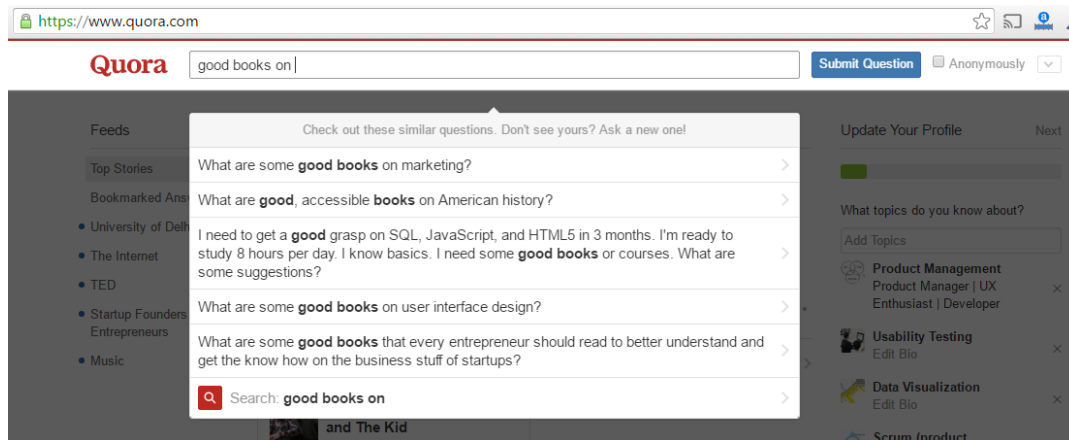 https://www.quora.com
Quora
good books on
Submit Question
Anonymously
Feeds
Top Stories
Bookmarked Ans
University of Delh
The Internet
TED
Startup Founders
Entrepreneurs
Music
Check out these similar questions. Don't see yours? Ask a new one!
What are some good books on marketing?
What are good, accessible books on American history?
I need to get a good grasp on SQL, JavaScript, and HTML5 in 3 months. I'm ready to
study 8 hours per day. I know basics. I need some good books or courses. What are
some suggestions?
What are some good books on user interface design?
What are some good books that every entrepreneur should read to better understand and
get the know how on the business stuff of startups?
Search: good books on
and The Kid
Update Your Profile
Next
What topics do you know about?
Add Topics
Product Management
Product Manager | UX
Enthusiast | Developer
Usability Testing
Edit Bio
Data Visualization
Edit Bio
Scrum (product